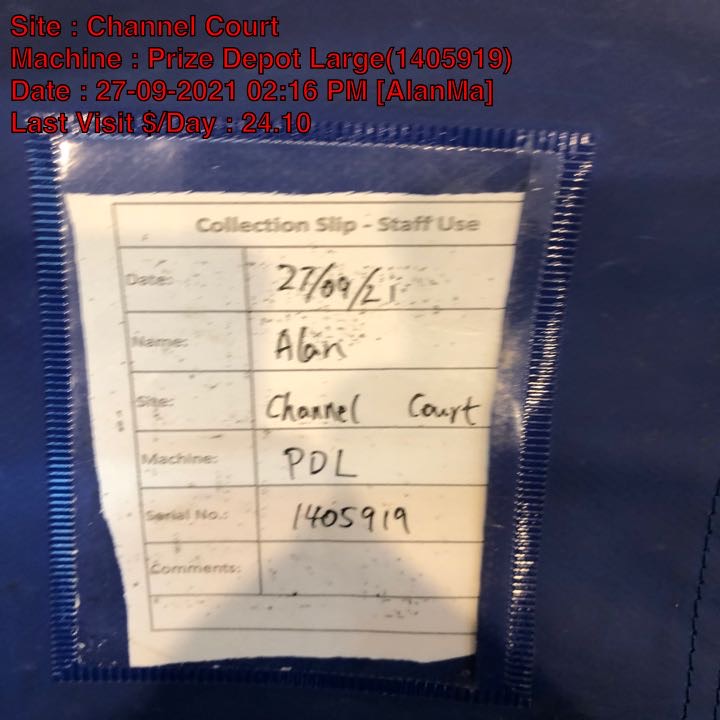 Site : Channel Court
Machine : Prize Depot Large(1405919)
Date : 27-09-2021 02:16 PM [AlanMa]
Last Visit $/Day : 24.10
Collection Slip - Staff Use
Date: 27/09/21
Name: Alan
Site: Channel Court
Machine: PDL
Serial No.: 1405919
Comments: